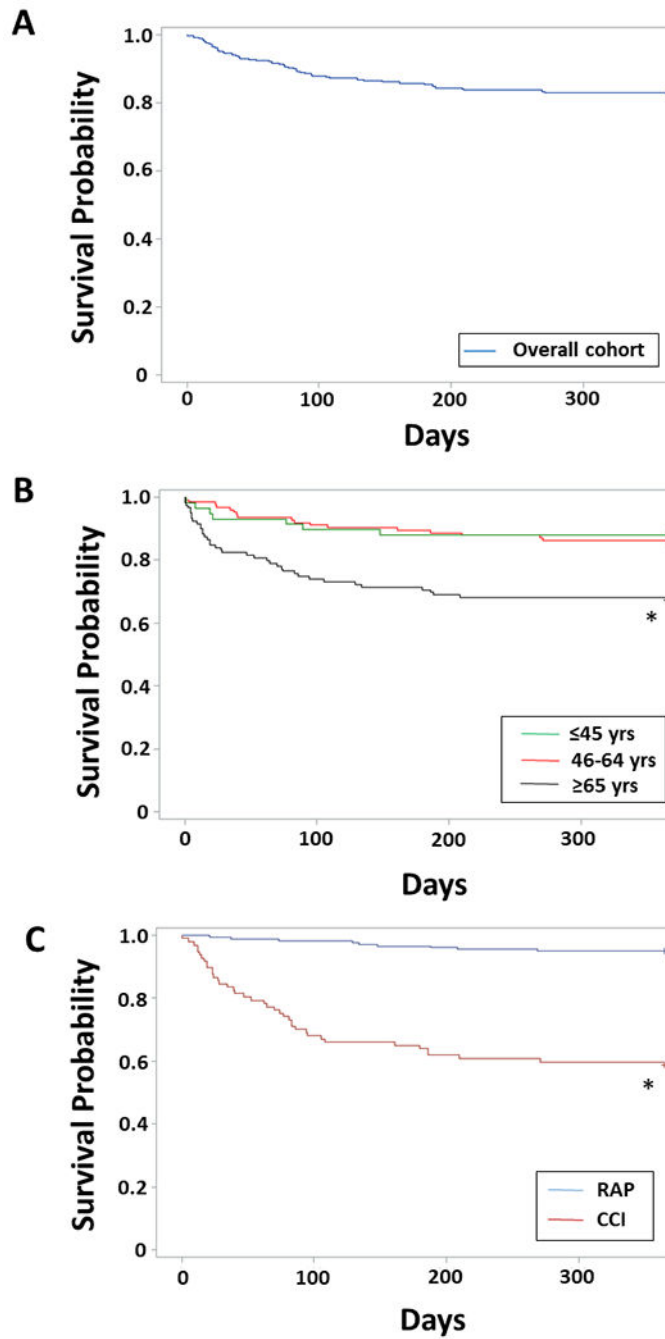 A
Survival Probability
1.0
0.8
0.6
0.4
0.2
0
Overall cohort
0 100 200 300
Days
B
Survival Probability
1.0
0.8
0.6
0.4
0.2
0
*
≤45 yrs
46-64 yrs
≥65 yrs
0 100 200 300
Days
C
Survival Probability
1.0
0.8
0.6
0.4
0.2
0
*
RAP
CCI
0 100 200 300
Days